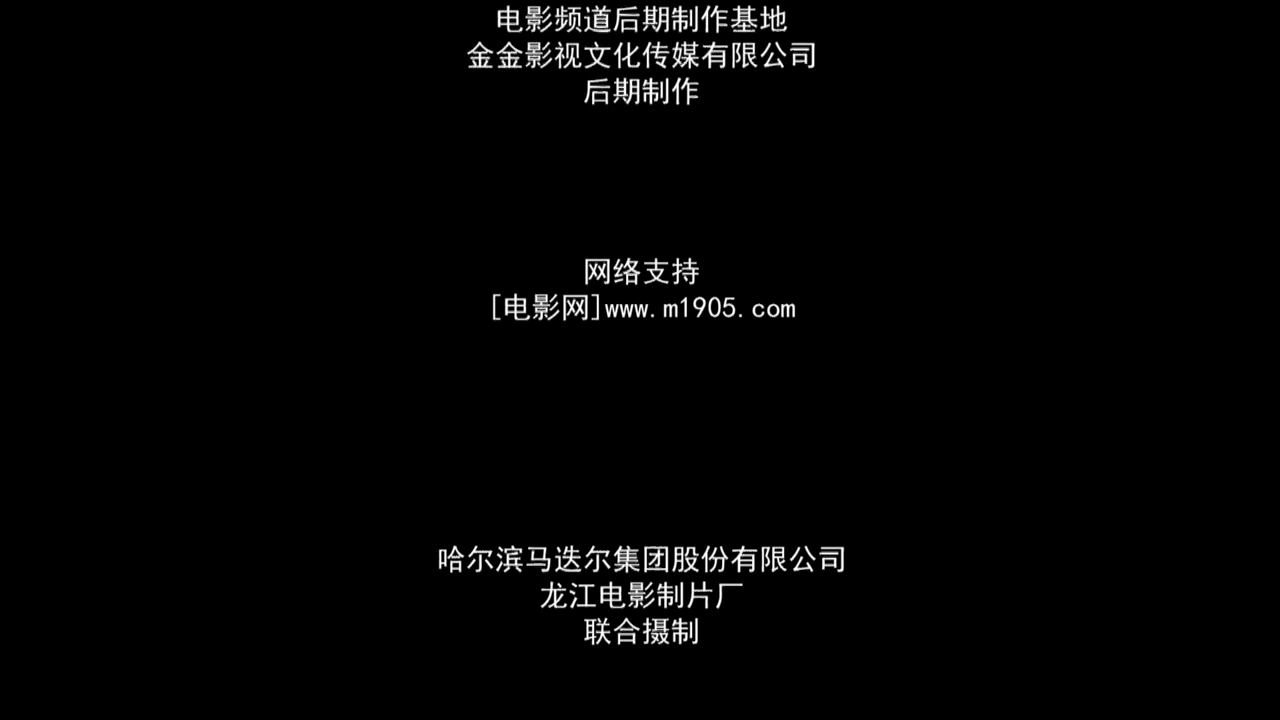 电影频道后期制作基地
金金影视文化传媒有限公司
后期制作
网络支持
[电影网]www.m1905.com
哈尔滨马迭尔集团股份有限公司
龙江电影制片厂
联合摄制